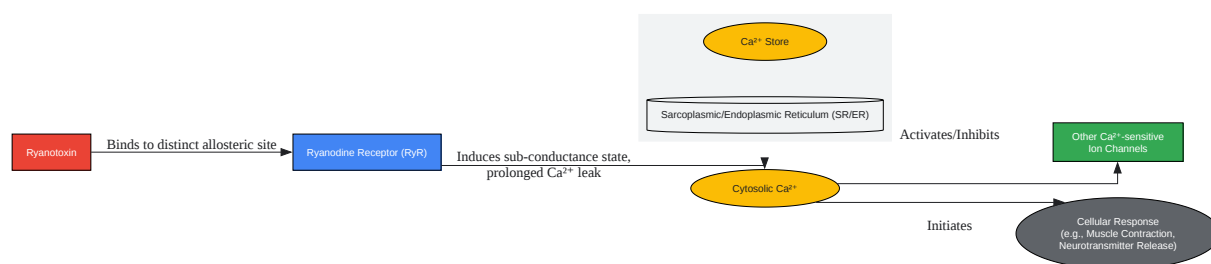 Ca²⁺ Store
Sarcoplasmic/Endoplasmic Reticulum (SR/ER)
Ryanotoxin
Binds to distinct allosteric site
Ryanodine Receptor (RyR)
Induces sub-conductance state,
prolonged Ca²⁺ leak
Cytosolic Ca²⁺
Activates/Inhibits
Other Ca²⁺-sensitive
Ion Channels
Initiates
Cellular Response
(e.g., Muscle Contraction,
Neurotransmitter Release)